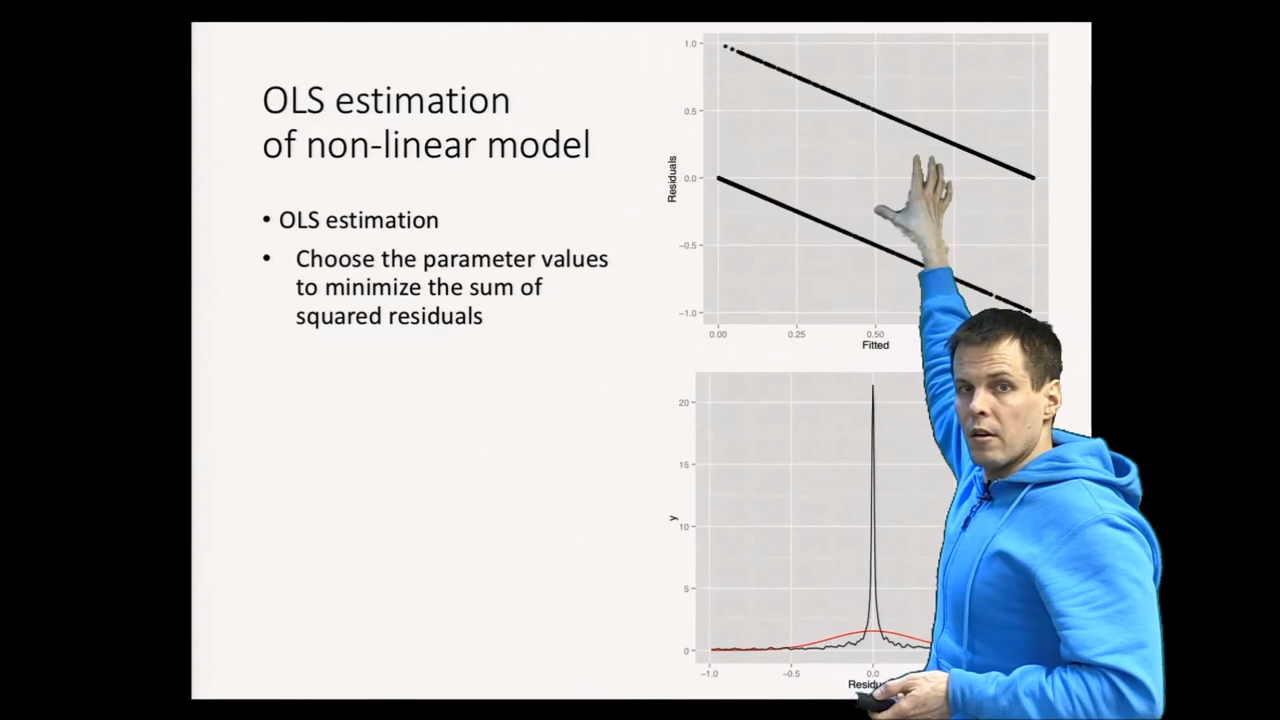 OLS estimation
of non-linear model
• OLS estimation
• Choose the parameter values
to minimize the sum of
squared residuals
1.0
0.5
0.0
−0.5
−1.0
Residuals
0.00
0.25
0.50
Fitted
20
15
10
5
0
y
−1.0
−0.5
0.0